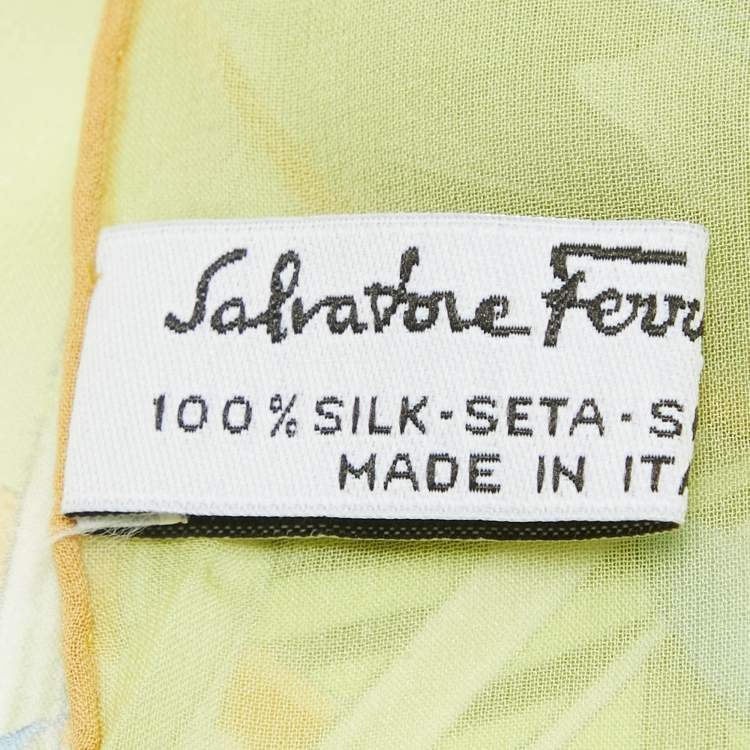 Salvatore Ferr
100% SILK-SETA-S
MADE IN ITA